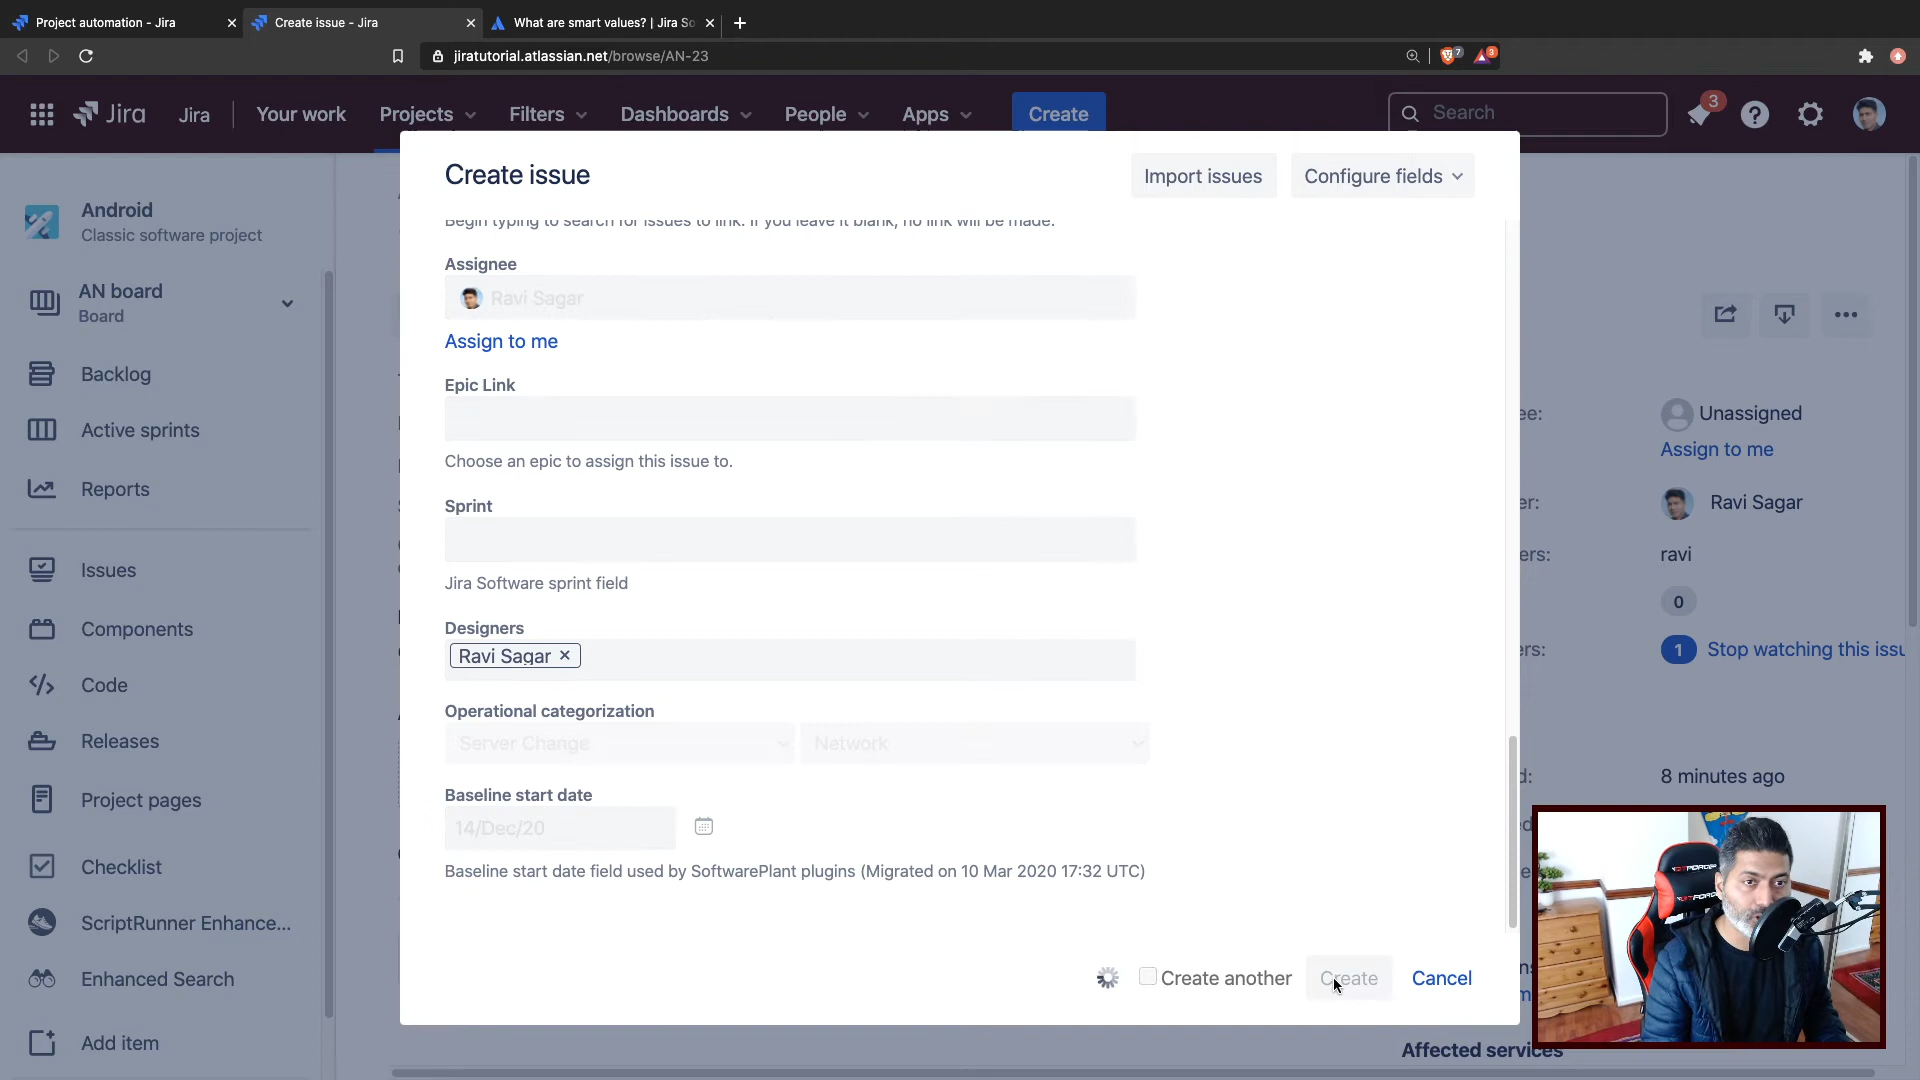 Project automation - Jira
Create issue - Jira
What are smart values? | Jira So
jiratutorial.atlassian.net/browse/AN-23
7
3
Jira
Jira
Your work
Projects
Filters
Dashboards
People
Apps
Create
Search
3
Android
Classic software project
AN board
Board
Backlog
Active sprints
Reports
Issues
Components
Code
Releases
Project pages
Checklist
ScriptRunner Enhance...
Enhanced Search
Add item
Create issue
Import issues
Configure fields
Begin typing to search for issues to link. If you leave it blank, no link will be made.
Assignee
Ravi Sagar
Assign to me
Epic Link
Choose an epic to assign this issue to.
Sprint
Jira Software sprint field
Designers
Ravi Sagar
Operational categorization
Server Change
Network
Baseline start date
14/Dec/20
Baseline start date field used by SoftwarePlant plugins (Migrated on 10 Mar 2020 17:32 UTC)
Create another
Create
Cancel
ee:
Unassigned
Assign to me
er:
Ravi Sagar
ers:
ravi
0
ers:
1
Stop watching this issu
d:
8 minutes ago
Affected services